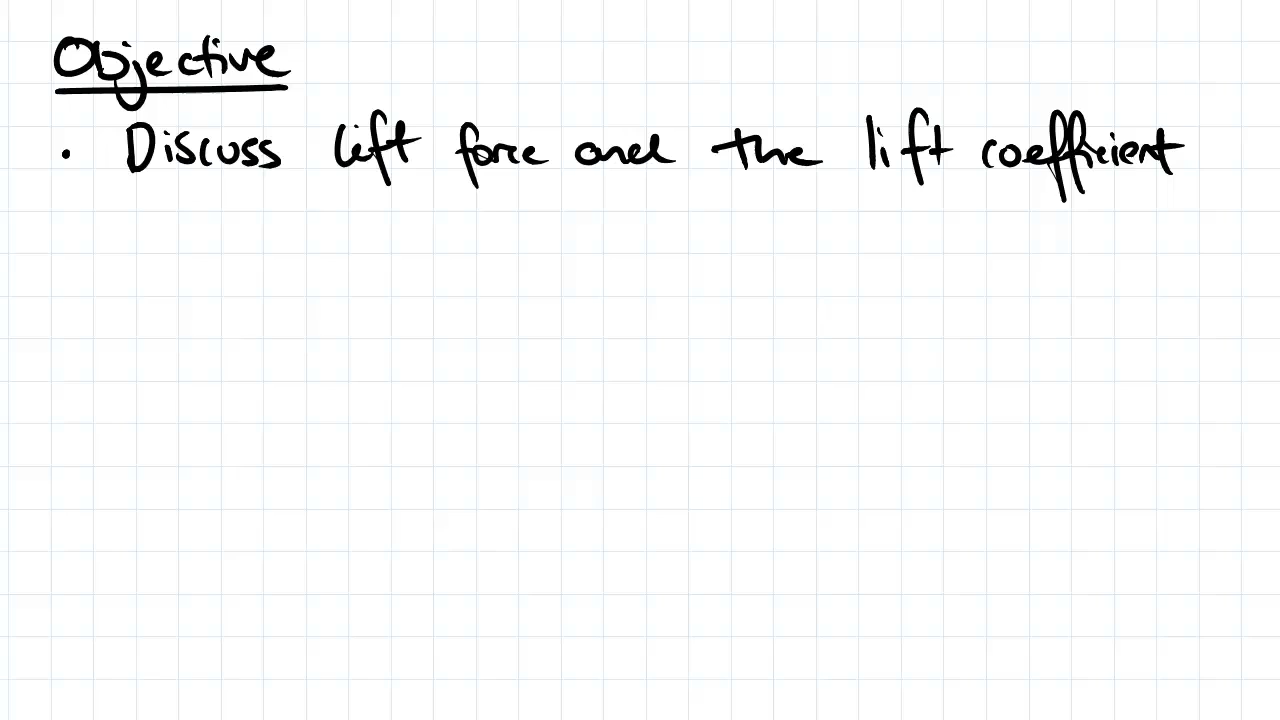 Objective
· Discuss lift force and the lift coefficient